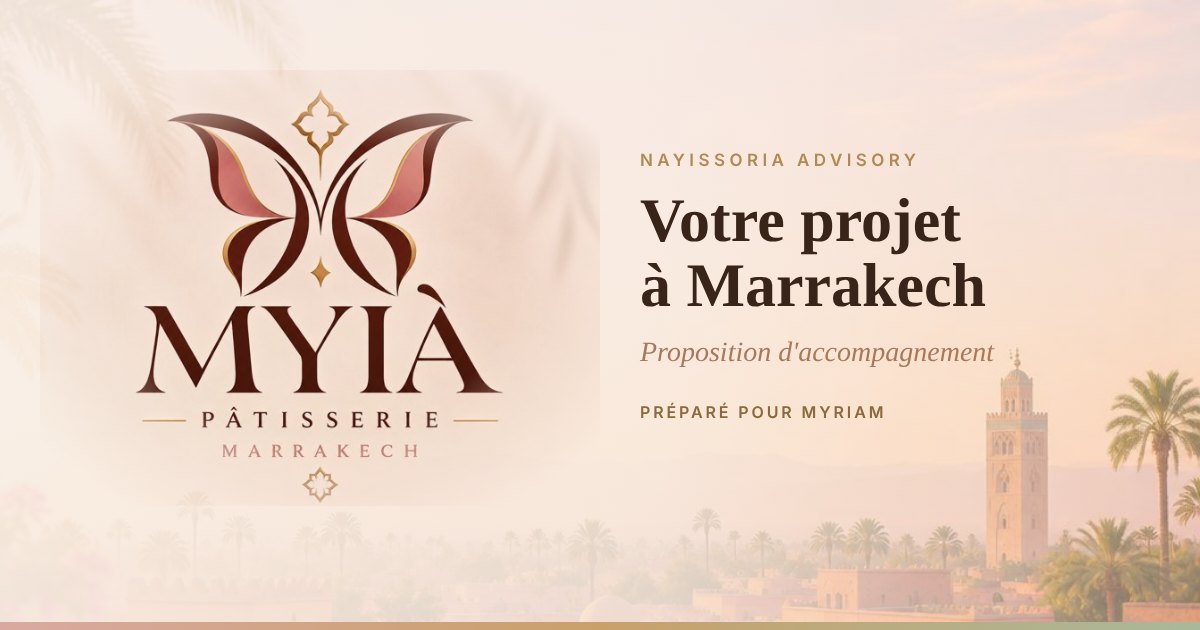 MYIÀ
PÂTISSERIE
MARRAKECH
NAYISSORIA ADVISORY
Votre projet
à Marrakech
Proposition d'accompagnement
PRÉPARÉ POUR MYRIAM